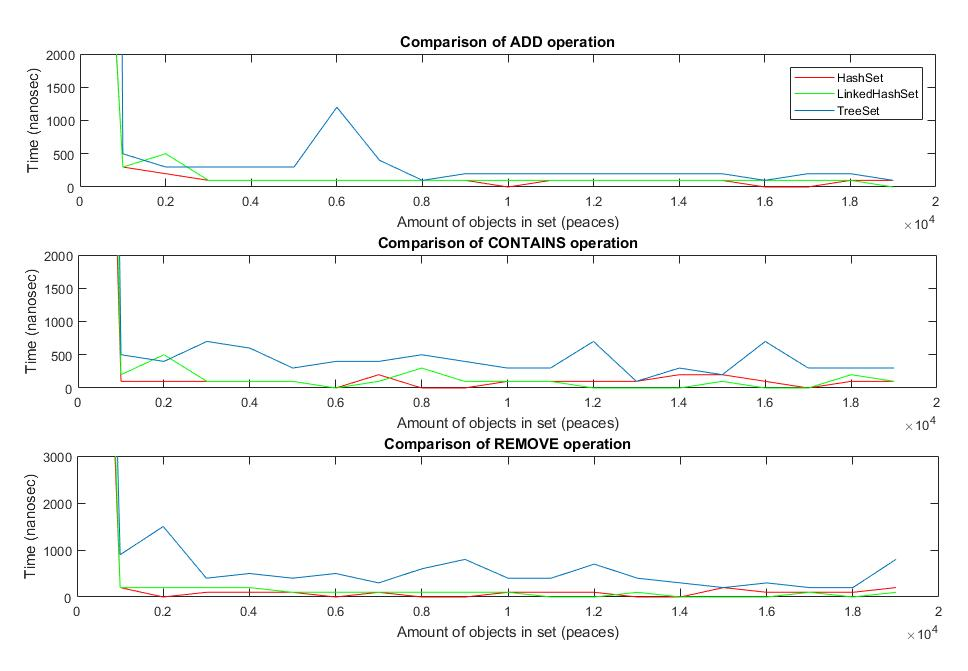 Comparison of ADD operation
2000
1500
1000
500
0
Time (nanosec)
HashSet
LinkedHashSet
TreeSet
0 0.2 0.4 0.6 0.8 1 1.2 1.4 1.6 1.8 2
Amount of objects in set (peaces)
×10^4
Comparison of CONTAINS operation
2000
1500
1000
500
0
Time (nanosec)
0 0.2 0.4 0.6 0.8 1 1.2 1.4 1.6 1.8 2
Amount of objects in set (peaces)
×10^4
Comparison of REMOVE operation
3000
2000
1000
0
Time (nanosec)
0 0.2 0.4 0.6 0.8 1 1.2 1.4 1.6 1.8 2
Amount of objects in set (peaces)
×10^4